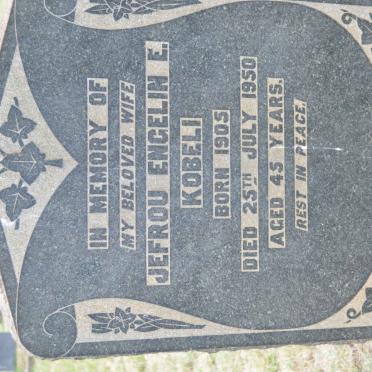 IN MEMORY OF
MY BELOVED WIFE
JEFROU ENGELIN E.
KOBELI
BORN 1905
DIED 25TH JULY 1950
AGED 45 YEARS.
REST IN PEACE.